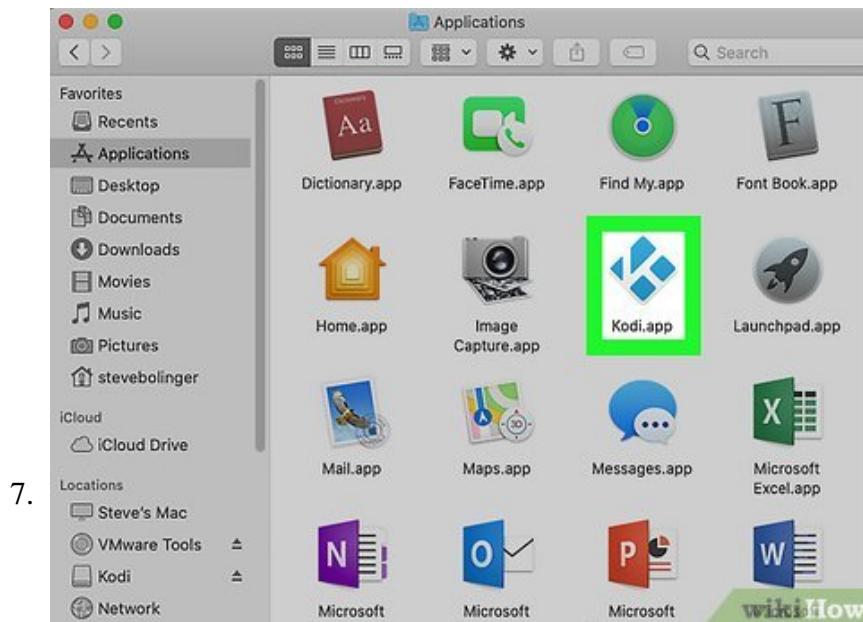 Applications
Search
Favorites
Recents
Applications
Desktop
Documents
Downloads
Movies
Music
Pictures
stevebolinger
iCloud
iCloud Drive
Locations
Steve's Mac
VMware Tools
Kodi
Network
7.
Dictionary
Aa
F
Dictionary.app
FaceTime.app
Find My.app
Font Book.app
Home.app
Image
Capture.app
Kodi.app
Launchpad.app
3D
X
Mail.app
Maps.app
Messages.app
Microsoft
Excel.app
N
O
P
W
Microsoft
Microsoft
Microsoft
wikiHow